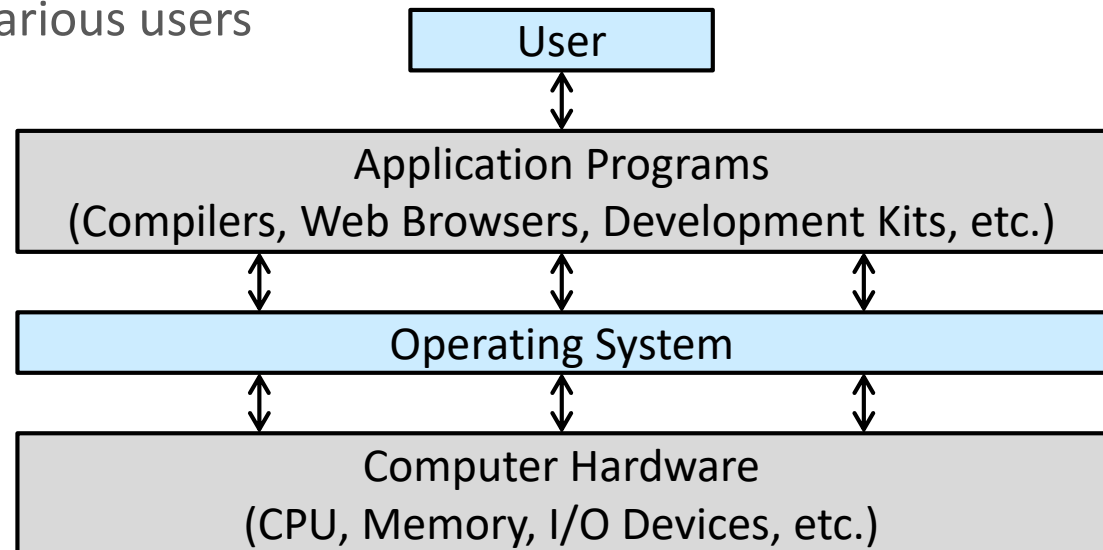 arious users
User
Application Programs
(Compilers, Web Browsers, Development Kits, etc.)
Operating System
Computer Hardware
(CPU, Memory, I/O Devices, etc.)